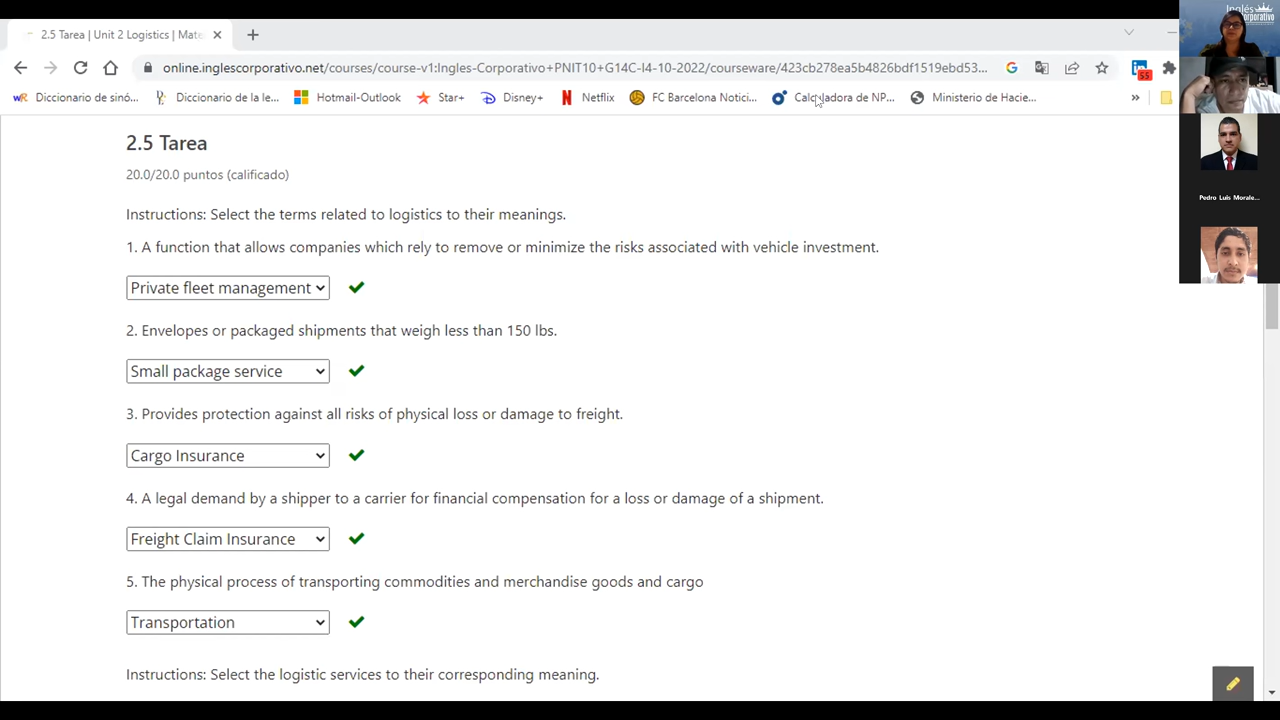 2.5 Tarea | Unit 2 Logistics | Mate
online.inglescorporativo.net/courses/course-v1:Ingles-Corporativo+PNIT10+G14C-I4-10-2022/courseware/423cb278ea5b4826bdf1519ebd53...
55
Diccionario de sinó...
Diccionario de la le...
Hotmail-Outlook
Star+
Disney+
Netflix
FC Barcelona Notici...
Calculadora de NP...
Ministerio de Hacie...
»
Inglés
Corporativo
Pedro Luis Morale...
2.5 Tarea
20.0/20.0 puntos (calificado)
Instructions: Select the terms related to logistics to their meanings.
1. A function that allows companies which rely to remove or minimize the risks associated with vehicle investment.
Private fleet management
2. Envelopes or packaged shipments that weigh less than 150 lbs.
Small package service
3. Provides protection against all risks of physical loss or damage to freight.
Cargo Insurance
4. A legal demand by a shipper to a carrier for financial compensation for a loss or damage of a shipment.
Freight Claim Insurance
5. The physical process of transporting commodities and merchandise goods and cargo
Transportation
Instructions: Select the logistic services to their corresponding meaning.